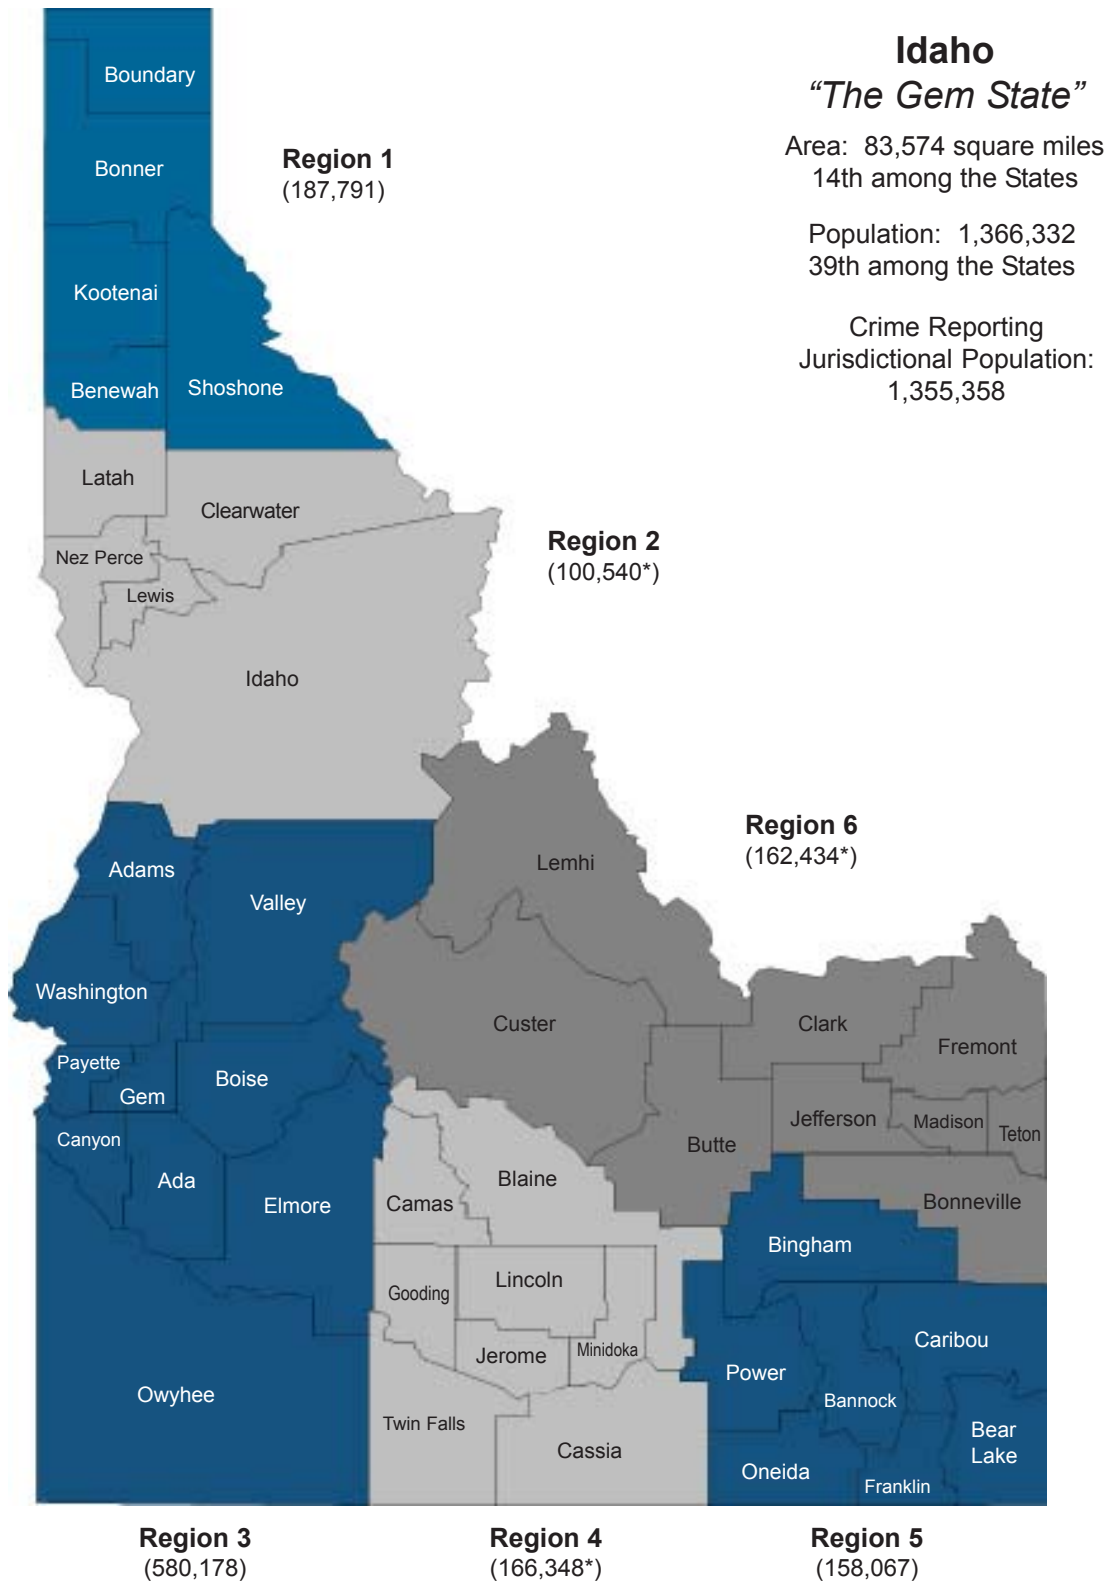 Idaho
“The Gem State”
Area: 83,574 square miles
14th among the States
Population: 1,366,332
39th among the States
Crime Reporting
Jurisdictional Population:
1,355,358
Boundary
Bonner
Region 1
(187,791)
Kootenai
Benewah
Shoshone
Latah
Clearwater
Region 2
(100,540*)
Nez Perce
Lewis
Idaho
Region 6
(162,434*)
Adams
Lemhi
Valley
Washington
Custer
Clark
Fremont
Payette
Boise
Gem
Jefferson
Madison
Teton
Canyon
Butte
Ada
Blaine
Elmore
Camas
Bonneville
Bingham
Gooding
Lincoln
Caribou
Jerome
Minidoka
Power
Owyhee
Bannock
Twin Falls
Cassia
Bear
Lake
Oneida
Franklin
Region 3
(580,178)
Region 4
(166,348*)
Region 5
(158,067)